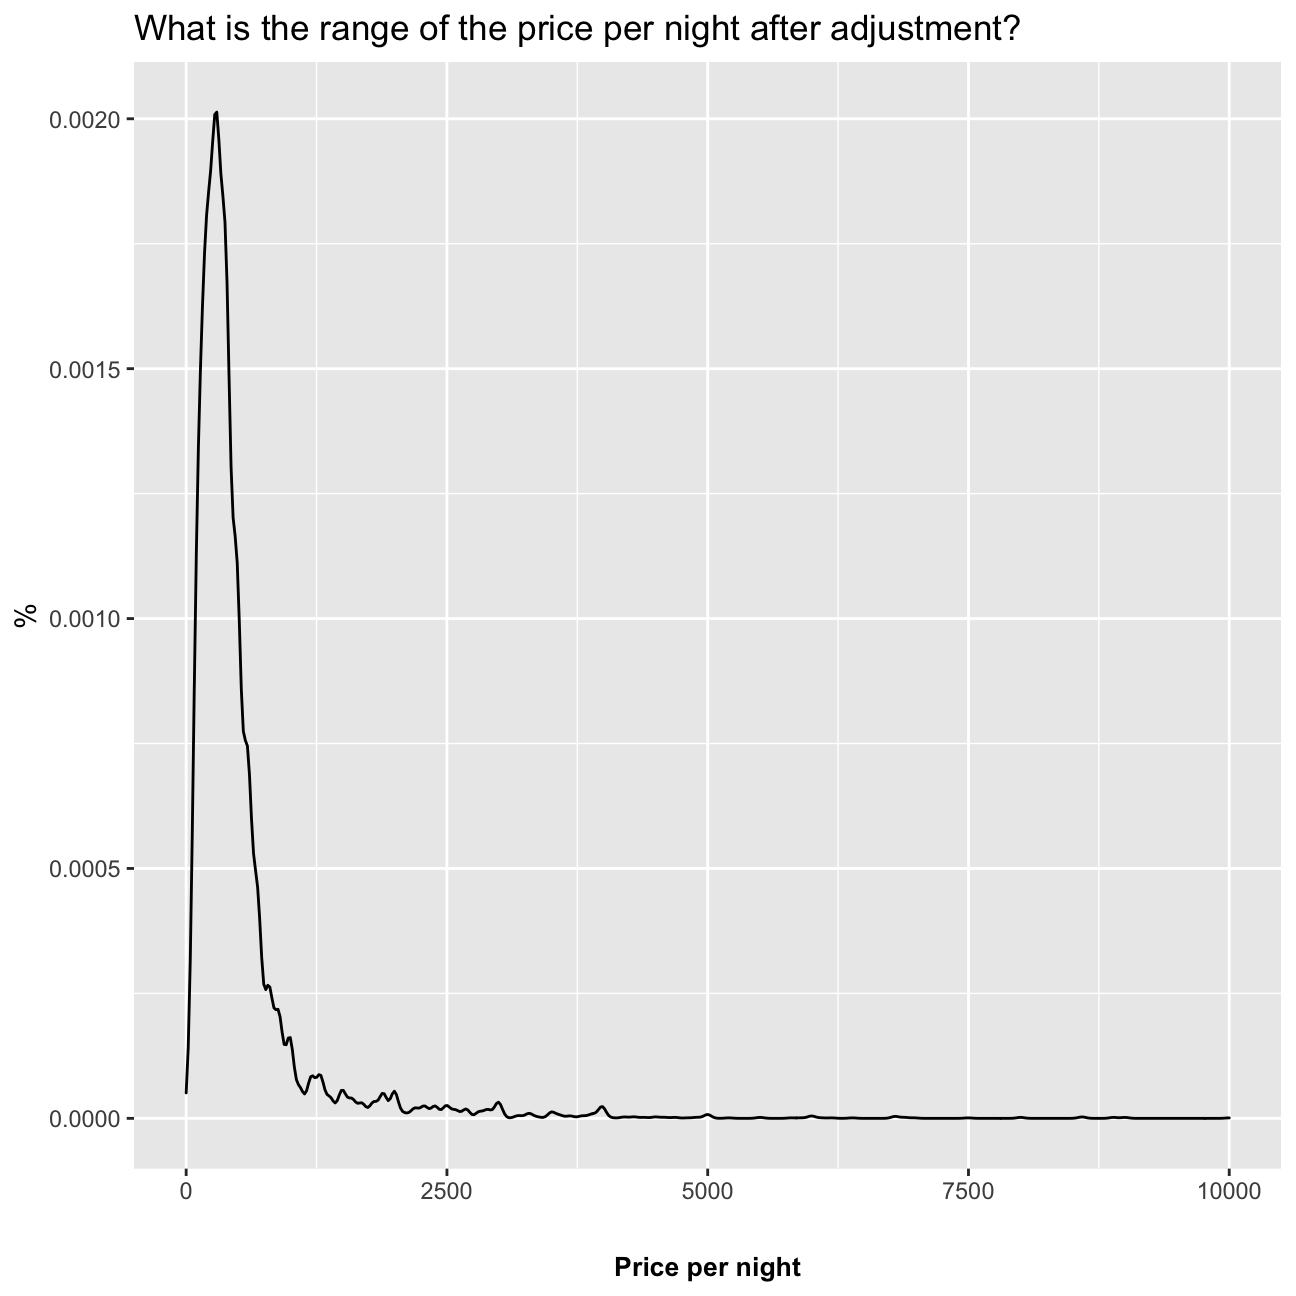 What is the range of the price per night after adjustment?
0.0020
0.0015
%
0.0010
0.0005
0.0000
0 2500 5000 7500 10000
Price per night